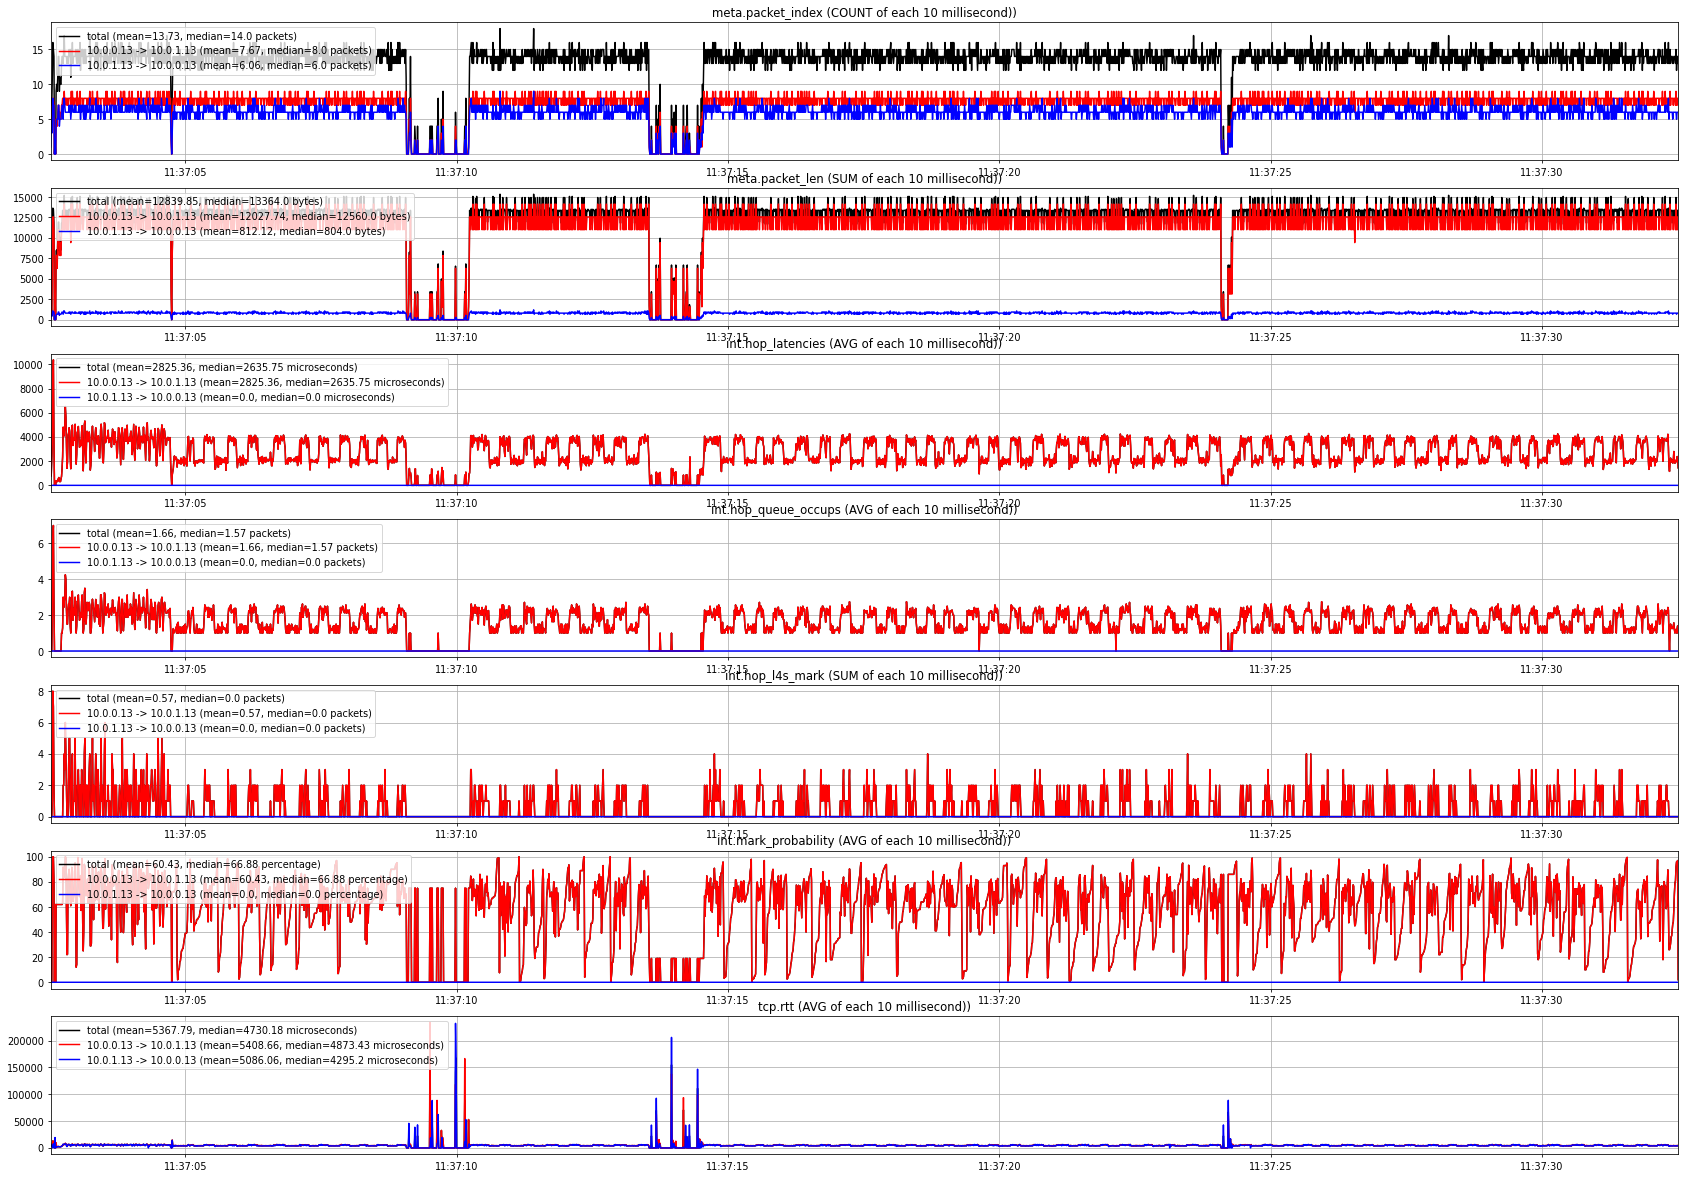 meta.packet_index (COUNT of each 10 millisecond))
total (mean=13.73, median=14.0 packets)
10.0.0.13 -> 10.0.1.13 (mean=7.67, median=8.0 packets)
10.0.1.13 -> 10.0.0.13 (mean=6.06, median=6.0 packets)
15
10
5
0
11:37:05 11:37:10 11:37:15 11:37:20 11:37:25 11:37:30
meta.packet_len (SUM of each 10 millisecond))
total (mean=12839.85, median=13364.0 bytes)
10.0.0.13 -> 10.0.1.13 (mean=12027.74, median=12560.0 bytes)
10.0.1.13 -> 10.0.0.13 (mean=812.12, median=804.0 bytes)
15000
12500
10000
7500
5000
2500
0
11:37:05 11:37:10 11:37:15 11:37:20 11:37:25 11:37:30
int.hop_latencies (AVG of each 10 millisecond))
total (mean=2825.36, median=2635.75 microseconds)
10.0.0.13 -> 10.0.1.13 (mean=2825.36, median=2635.75 microseconds)
10.0.1.13 -> 10.0.0.13 (mean=0.0, median=0.0 microseconds)
10000
8000
6000
4000
2000
0
11:37:05 11:37:10 11:37:15 11:37:20 11:37:25 11:37:30
int.hop_queue_occups (AVG of each 10 millisecond))
total (mean=1.66, median=1.57 packets)
10.0.0.13 -> 10.0.1.13 (mean=1.66, median=1.57 packets)
10.0.1.13 -> 10.0.0.13 (mean=0.0, median=0.0 packets)
6
4
2
0
11:37:05 11:37:10 11:37:15 11:37:20 11:37:25 11:37:30
int.hop_l4s_mark (SUM of each 10 millisecond))
total (mean=0.57, median=0.0 packets)
10.0.0.13 -> 10.0.1.13 (mean=0.57, median=0.0 packets)
10.0.1.13 -> 10.0.0.13 (mean=0.0, median=0.0 packets)
8
6
4
2
0
11:37:05 11:37:10 11:37:15 11:37:20 11:37:25 11:37:30
int.mark_probability (AVG of each 10 millisecond))
total (mean=60.43, median=66.88 percentage)
10.0.0.13 -> 10.0.1.13 (mean=60.43, median=66.88 percentage)
10.0.1.13 -> 10.0.0.13 (mean=0.0, median=0.0 percentage)
100
80
60
40
20
0
11:37:05 11:37:10 11:37:15 11:37:20 11:37:25 11:37:30
tcp.rtt (AVG of each 10 millisecond))
total (mean=5367.79, median=4730.18 microseconds)
10.0.0.13 -> 10.0.1.13 (mean=5408.66, median=4873.43 microseconds)
10.0.1.13 -> 10.0.0.13 (mean=5086.06, median=4295.2 microseconds)
200000
150000
100000
50000
0
11:37:05 11:37:10 11:37:15 11:37:20 11:37:25 11:37:30